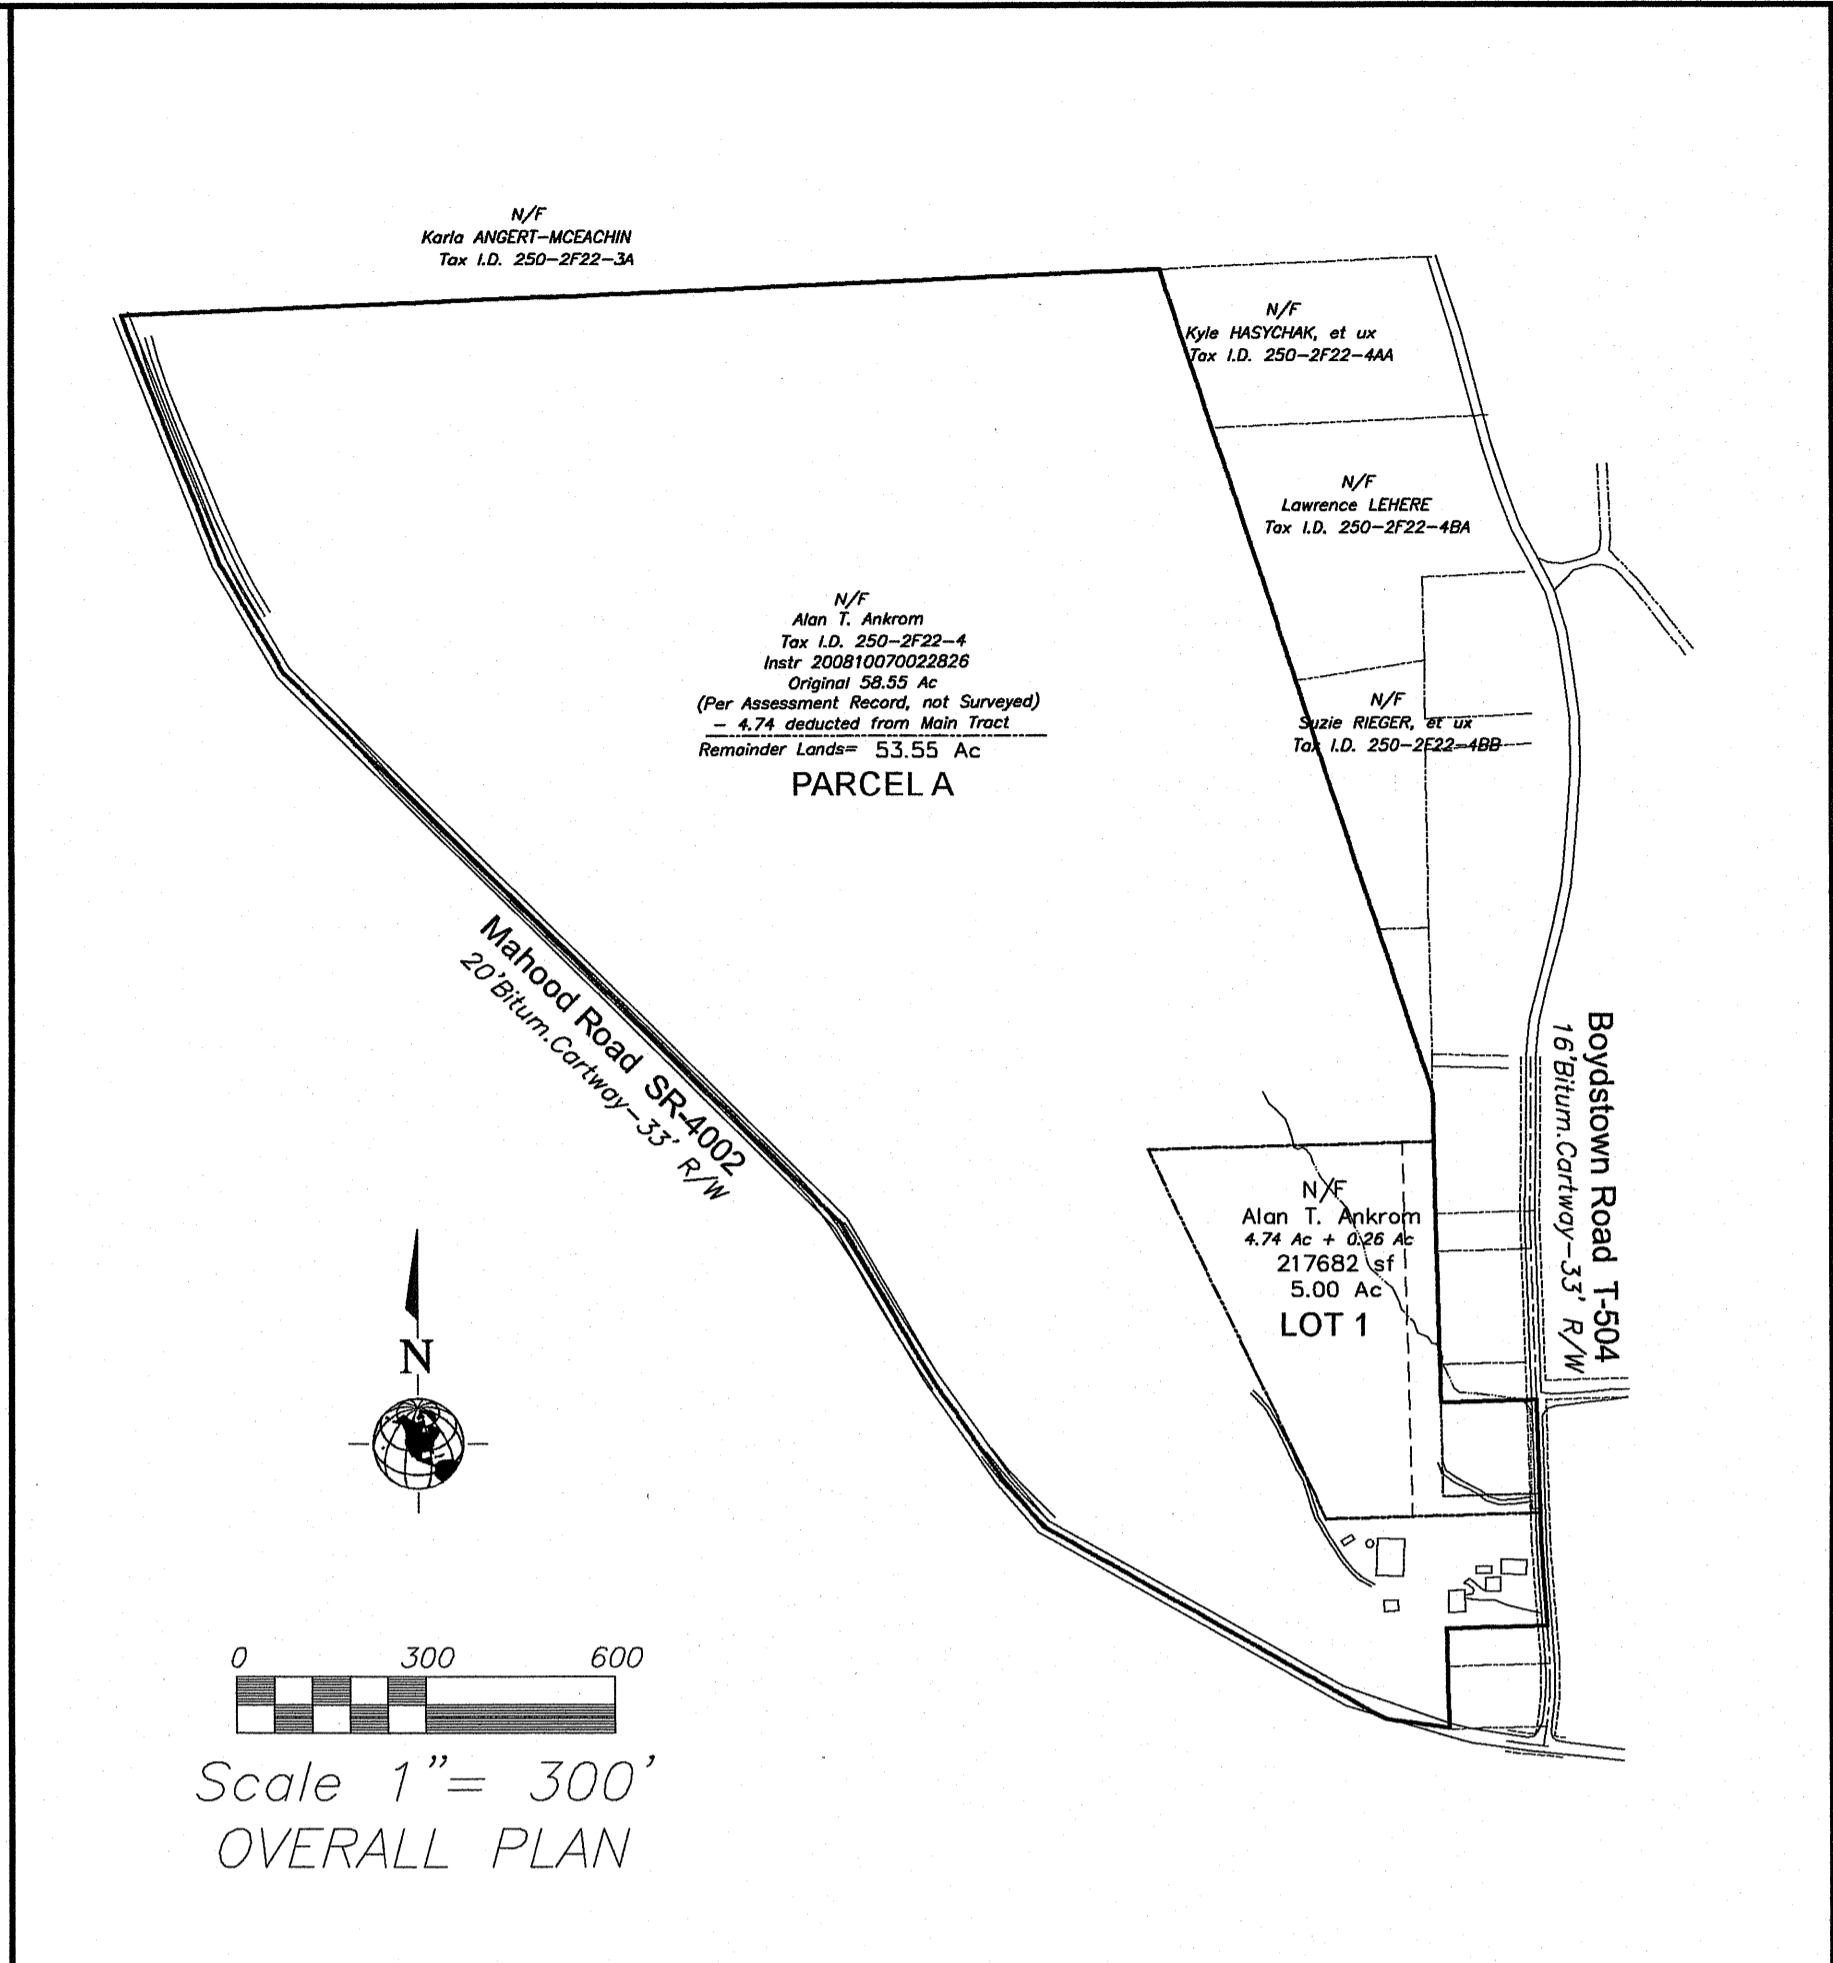 N/F
Karla ANGERT-MCEACHIN
Tax I.D. 250-2F22-3A
N/F
Kyle HASYCHAK, et ux
Tax I.D. 250-2F22-4AA
N/F
Lawrence LEHERE
Tax I.D. 250-2F22-4BA
N/F
Alan T. Ankrom
Tax I.D. 250-2F22-4
Instr 200810070022826
Original 58.55 Ac
(Per Assessment Record, not Surveyed)
- 4.74 deducted from Main Tract
Remainder Lands= 53.55 Ac
PARCEL A
N/F
Suzie RIEGER, et ux
Tax I.D. 250-2F22-4BB
Mahood Road SR-4002
20'Bitum.Cartway-33' R/W
Boydstown Road T-504
16'Bitum.Cartway-33' R/W
N/F
Alan T. Ankrom
4.74 Ac + 0.26 Ac
217682 sf
5.00 Ac
LOT 1
N
0 300 600
Scale 1"= 300'
OVERALL PLAN